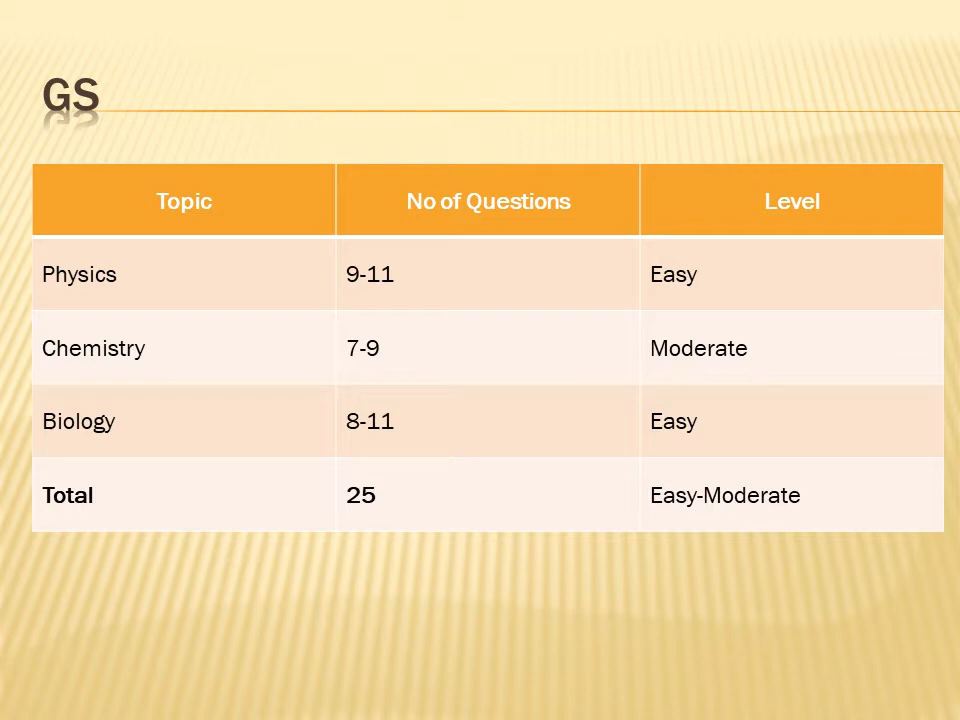 GS
Topic No of Questions Level
Physics 9-11 Easy
Chemistry 7-9 Moderate
Biology 8-11 Easy
Total 25 Easy-Moderate